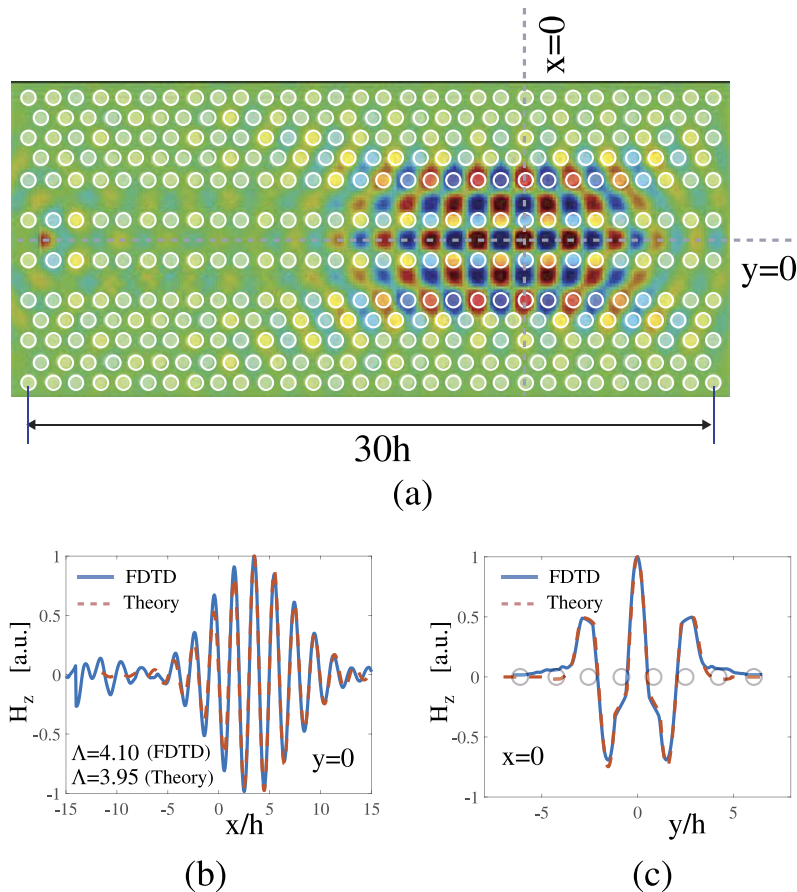 x=0
y=0
30h
(a)
1
0.5
0
-0.5
-1
H_z [a.u.]
FDTD
Theory
Λ=4.10 (FDTD)
Λ=3.95 (Theory)
y=0
-15 -10 -5 0 5 10 15
x/h
(b)
1
0.5
0
-0.5
-1
H_z [a.u.]
FDTD
Theory
x=0
-5 0 5
y/h
(c)